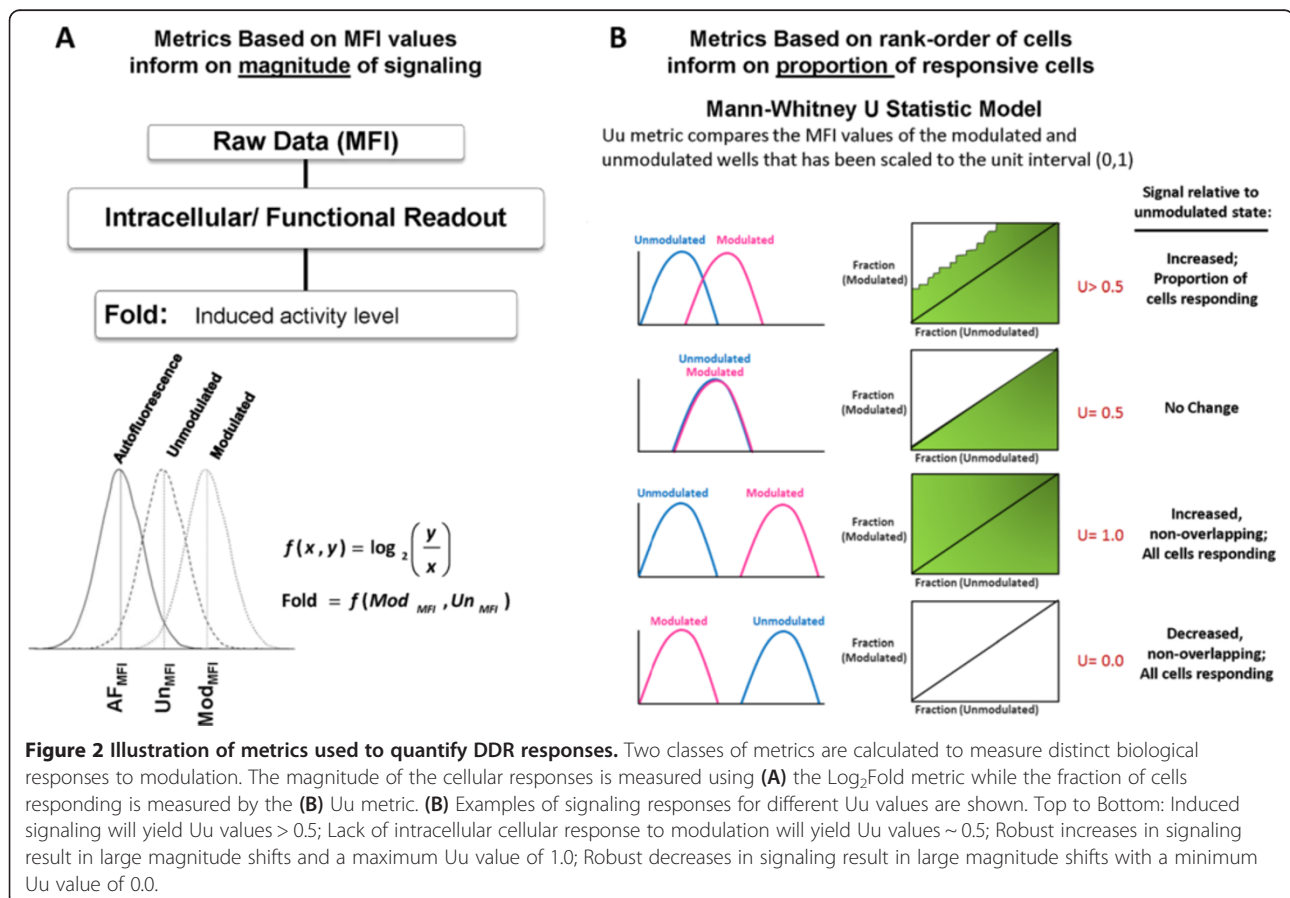 A
Metrics Based on MFI values
inform on magnitude of signaling
Raw Data (MFI)
Intracellular/ Functional Readout
Fold: Induced activity level
Autofluorescence
Unmodulated
Modulated
f(x,y) = log ₂(y/x)
Fold = f(Mod MFI, Un MFI)
AF MFI
Un MFI
Mod MFI
B
Metrics Based on rank-order of cells
inform on proportion of responsive cells
Mann-Whitney U Statistic Model
Uu metric compares the MFI values of the modulated and
unmodulated wells that has been scaled to the unit interval (0,1)
Signal relative to
unmodulated state:
Unmodulated
Modulated
Fraction
(Modulated)
Fraction (Unmodulated)
U> 0.5
Increased;
Proportion of
cells responding
Unmodulated
Modulated
Fraction
(Modulated)
Fraction (Unmodulated)
U= 0.5
No Change
Unmodulated
Modulated
Fraction
(Modulated)
Fraction (Unmodulated)
U= 1.0
Increased,
non-overlapping;
All cells responding
Modulated
Unmodulated
Fraction
(Modulated)
Fraction (Unmodulated)
U= 0.0
Decreased,
non-overlapping;
All cells responding
Figure 2 Illustration of metrics used to quantify DDR responses. Two classes of metrics are calculated to measure distinct biological
responses to modulation. The magnitude of the cellular responses is measured using (A) the Log₂Fold metric while the fraction of cells
responding is measured by the (B) Uu metric. (B) Examples of signaling responses for different Uu values are shown. Top to Bottom: Induced
signaling will yield Uu values > 0.5; Lack of intracellular cellular response to modulation will yield Uu values ~ 0.5; Robust increases in signaling
result in large magnitude shifts and a maximum Uu value of 1.0; Robust decreases in signaling result in large magnitude shifts with a minimum
Uu value of 0.0.